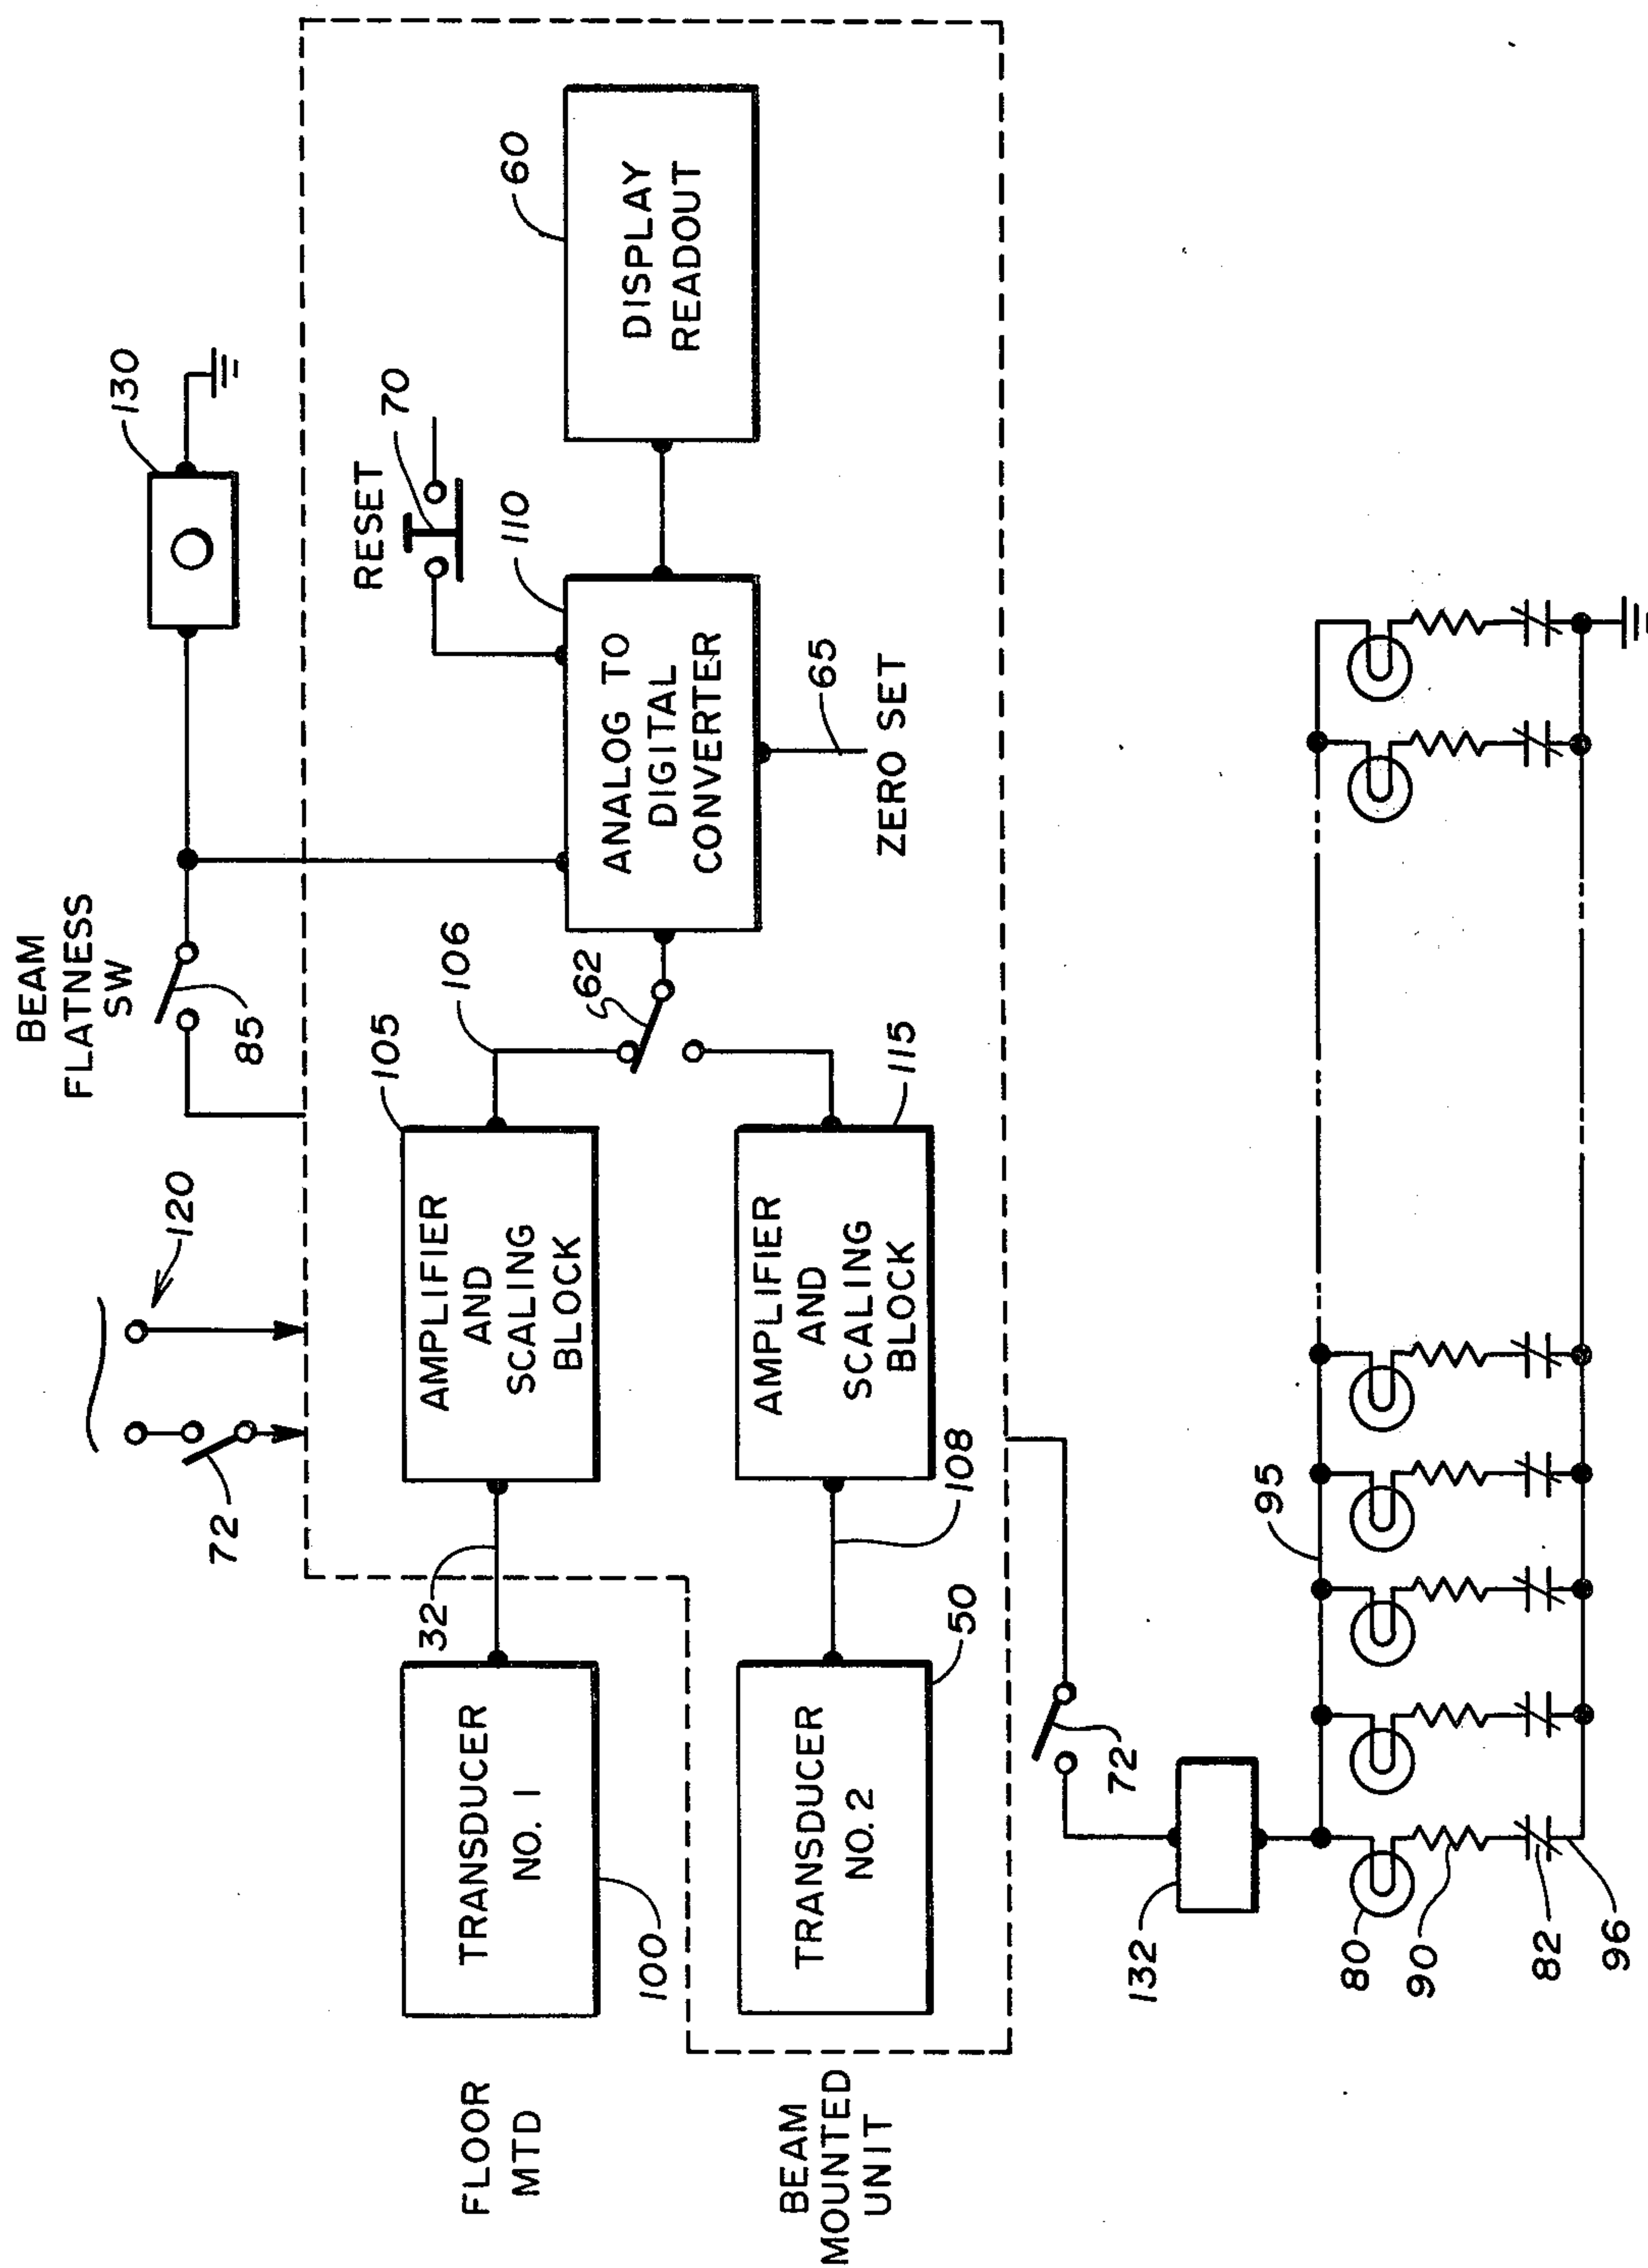 BEAM
FLATNESS
SW
85
130
120
72
RESET
70
105
106
62
110
60
AMPLIFIER
AND
SCALING
BLOCK
ANALOG TO
DIGITAL
CONVERTER
DISPLAY
READOUT
32
FLOOR
MTD
TRANSDUCER
NO. 1
100
65
ZERO SET
115
AMPLIFIER
AND
SCALING
BLOCK
108
BEAM
MOUNTED
UNIT
TRANSDUCER
NO. 2
50
72
132
95
80
90
82
96